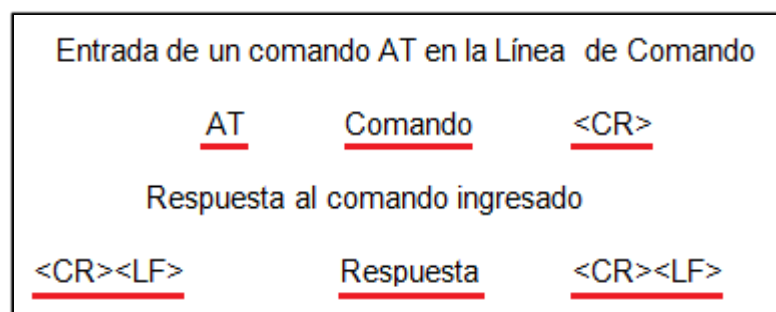 Entrada de un comando AT en la Línea de Comando
AT Comando <CR>
Respuesta al comando ingresado
<CR><LF> Respuesta <CR><LF>